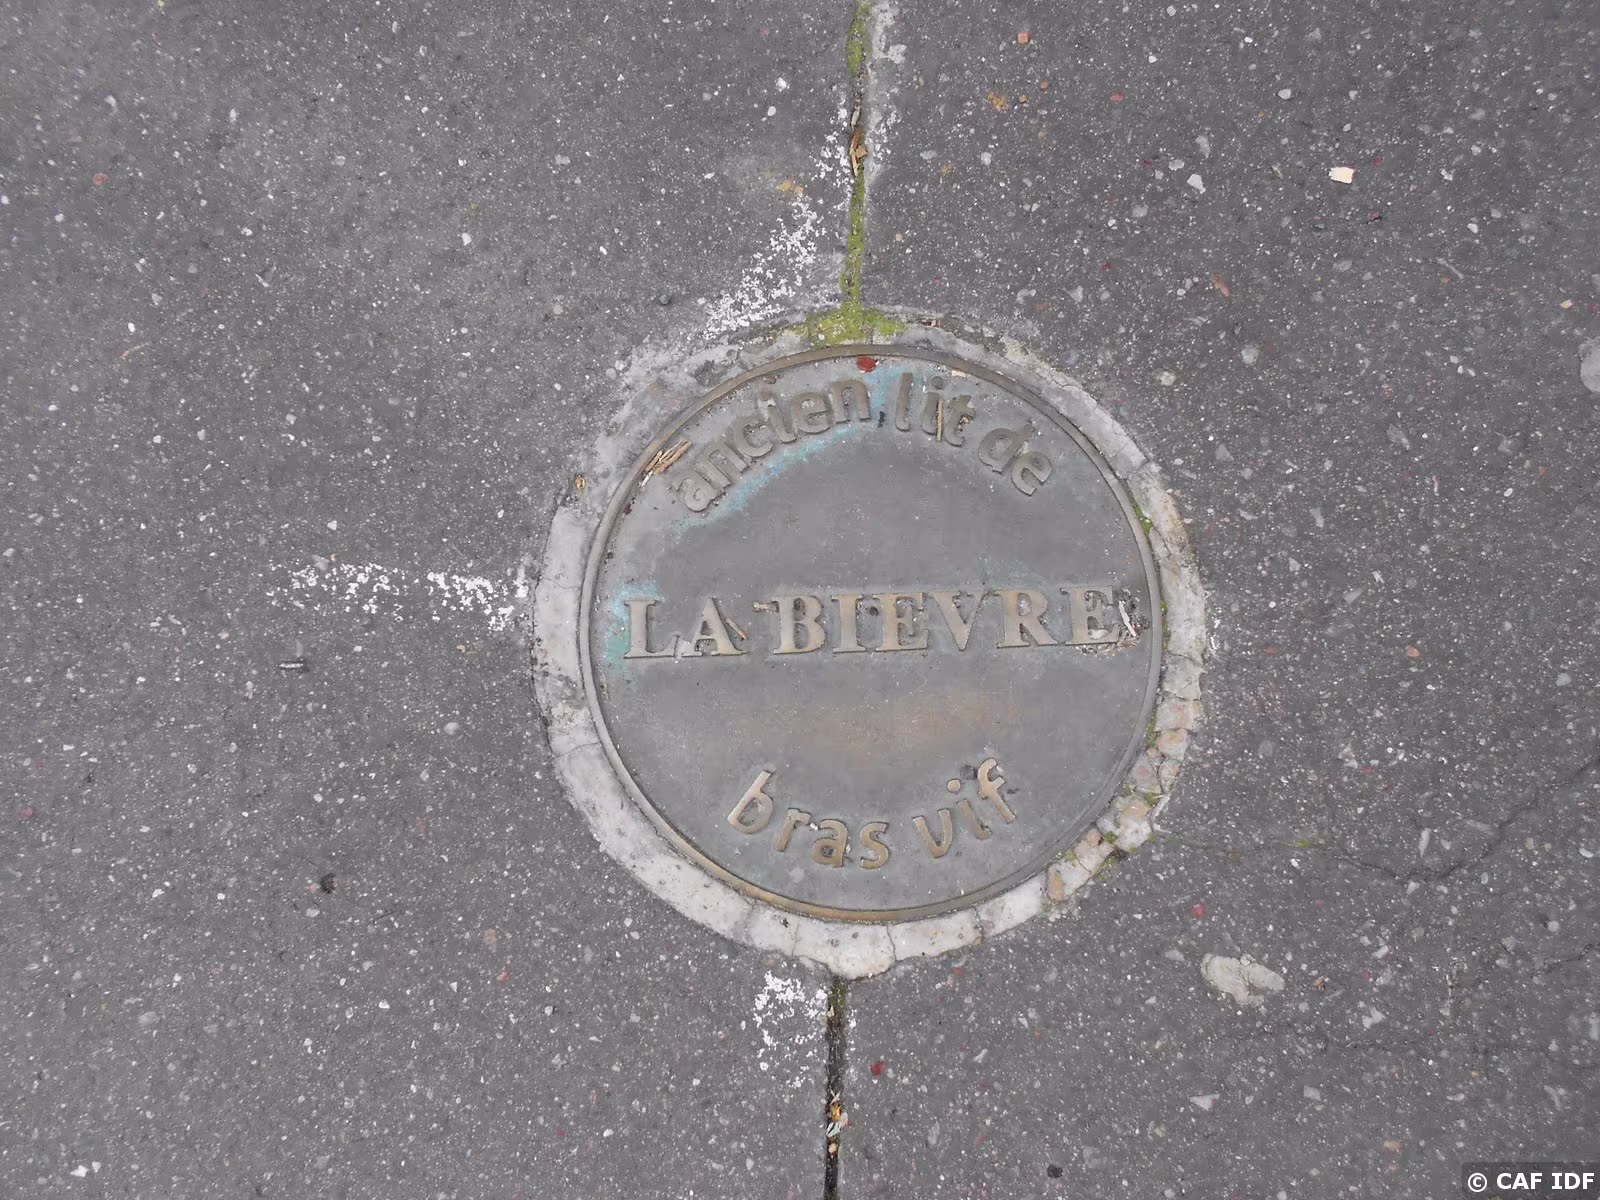 ancien lit de
LA BIEVRE
bras vif
© CAF IDF